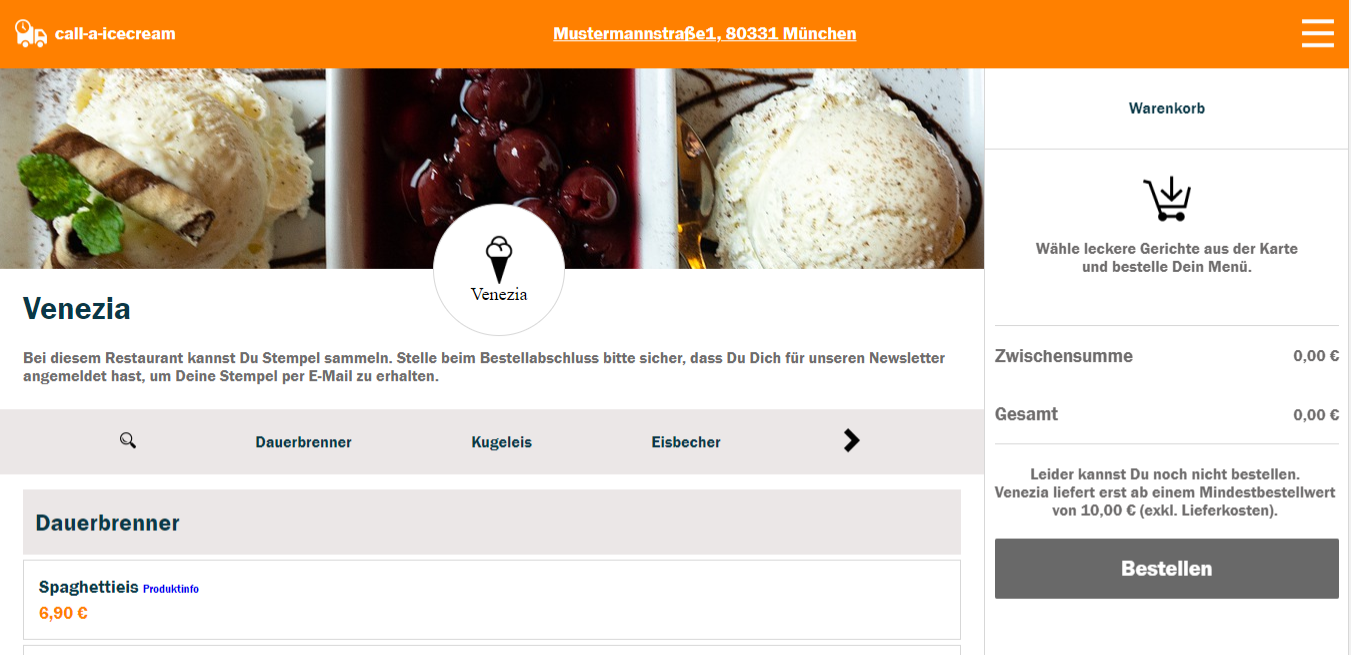 call-a-icecream
Mustermannstraße1, 80331 München
Venezia
Venezia
Bei diesem Restaurant kannst Du Stempel sammeln. Stelle beim Bestellabschluss bitte sicher, dass Du Dich für unseren Newsletter
angemeldet hast, um Deine Stempel per E-Mail zu erhalten.
Dauerbrenner Kugeleis Eisbecher
Dauerbrenner
Spaghettieis Produktinfo
6,90 €
Warenkorb
Wähle leckere Gerichte aus der Karte
und bestelle Dein Menü.
Zwischensumme 0,00 €
Gesamt 0,00 €
Leider kannst Du noch nicht bestellen.
Venezia liefert erst ab einem Mindestbestellwert
von 10,00 € (exkl. Lieferkosten).
Bestellen